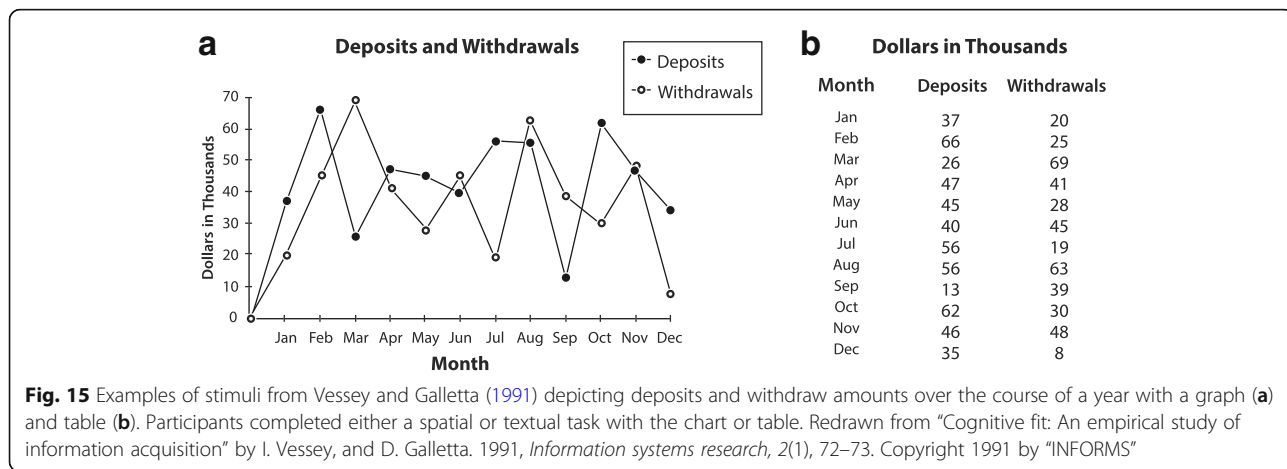 a
Deposits and Withdrawals
Deposits
Withdrawals
Dollars in Thousands
70
60
50
40
30
20
10
0
Jan Feb Mar Apr May Jun Jul Aug Sep Oct Nov Dec
Month
b
Dollars in Thousands
Month Deposits Withdrawals
Jan 37 20
Feb 66 25
Mar 26 69
Apr 47 41
May 45 28
Jun 40 45
Jul 56 19
Aug 56 63
Sep 13 39
Oct 62 30
Nov 46 48
Dec 35 8
Fig. 15 Examples of stimuli from Vessey and Galletta (1991) depicting deposits and withdraw amounts over the course of a year with a graph (a)
and table (b). Participants completed either a spatial or textual task with the chart or table. Redrawn from “Cognitive fit: An empirical study of
information acquisition” by I. Vessey, and D. Galletta. 1991, Information systems research, 2(1), 72–73. Copyright 1991 by “INFORMS”